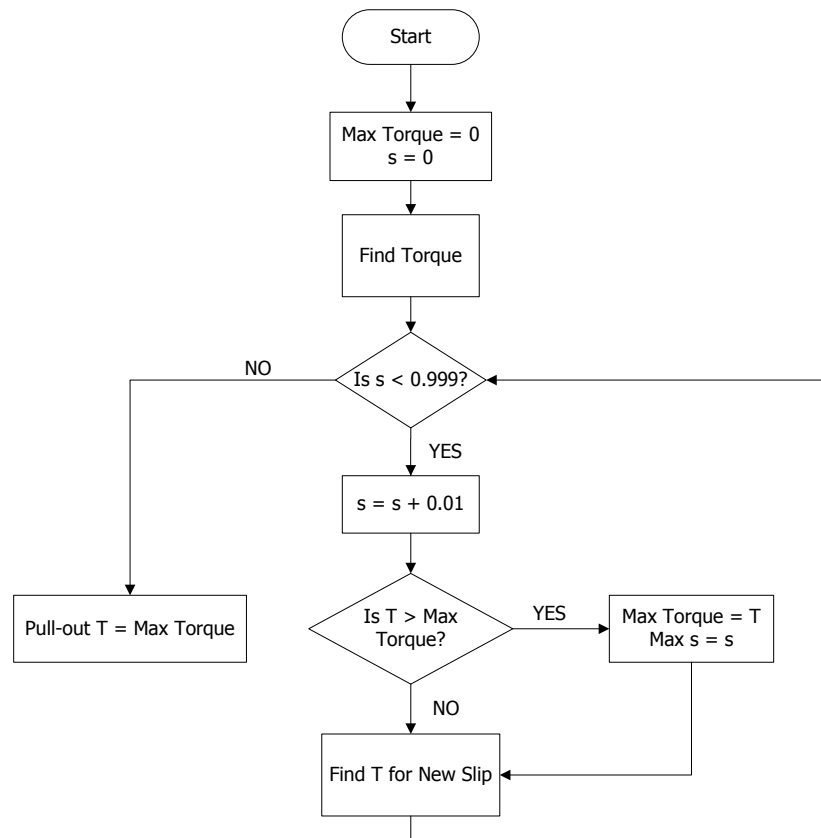 Start
Max Torque = 0
s = 0
Find Torque
NO
Is s < 0.999?
YES
s = s + 0.01
Pull-out T = Max Torque
Is T > Max
Torque?
YES
Max Torque = T
Max s = s
NO
Find T for New Slip